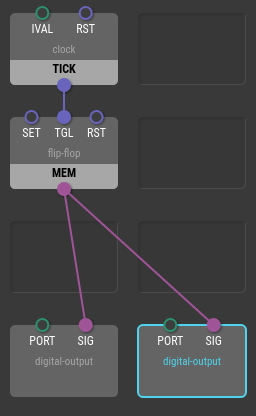 IVAL RST
clock
TICK
SET TGL RST
flip-flop
MEM
PORT SIG PORT SIG
digital-output digital-output